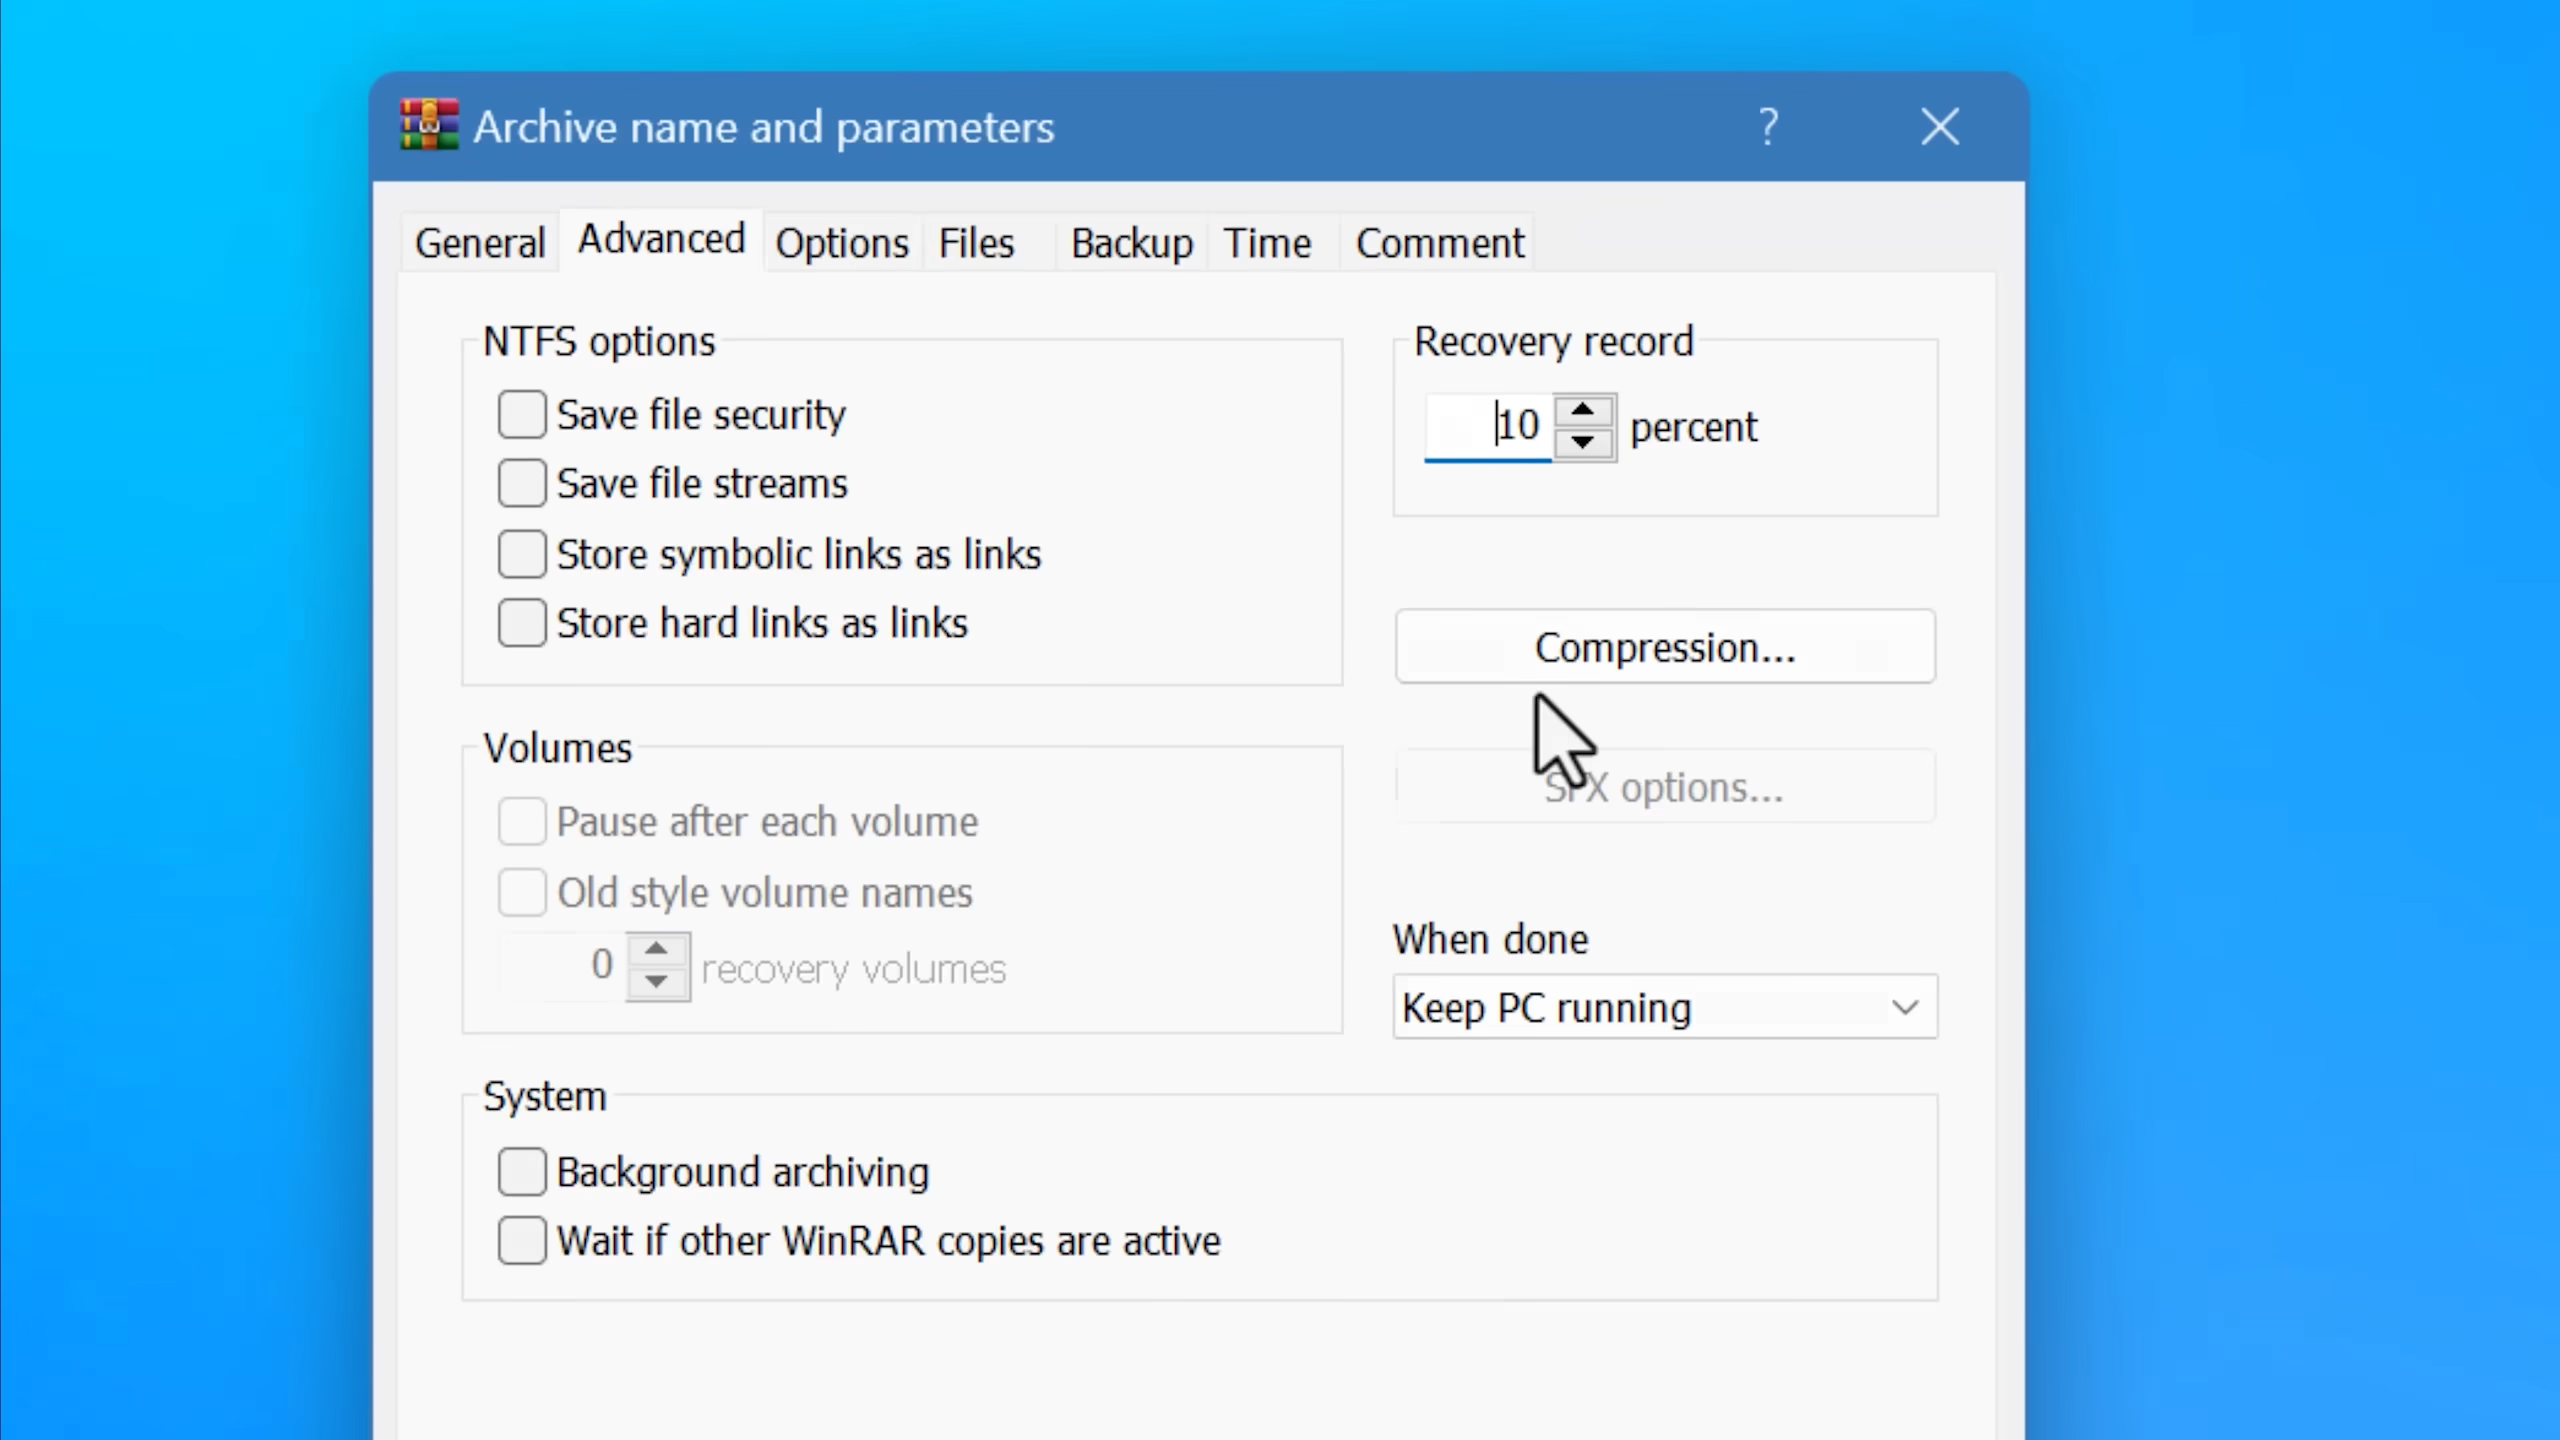 Archive name and parameters ?
General Advanced Options Files Backup Time Comment
NTFS options
Save file security
Save file streams
Store symbolic links as links
Store hard links as links
Recovery record
10 percent
Compression...
SFX options...
Volumes
Pause after each volume
Old style volume names
0 recovery volumes
When done
Keep PC running
System
Background archiving
Wait if other WinRAR copies are active